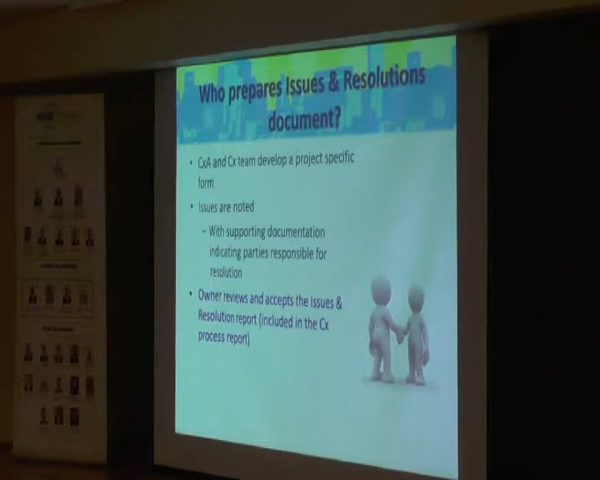 Who prepares Issues & Resolutions
document?
• CxA and Cx team develop a project specific
form
• Issues are noted
– With supporting documentation
indicating parties responsible for
resolution
• Owner reviews and accepts the Issues &
Resolution report (included in the Cx
process report)